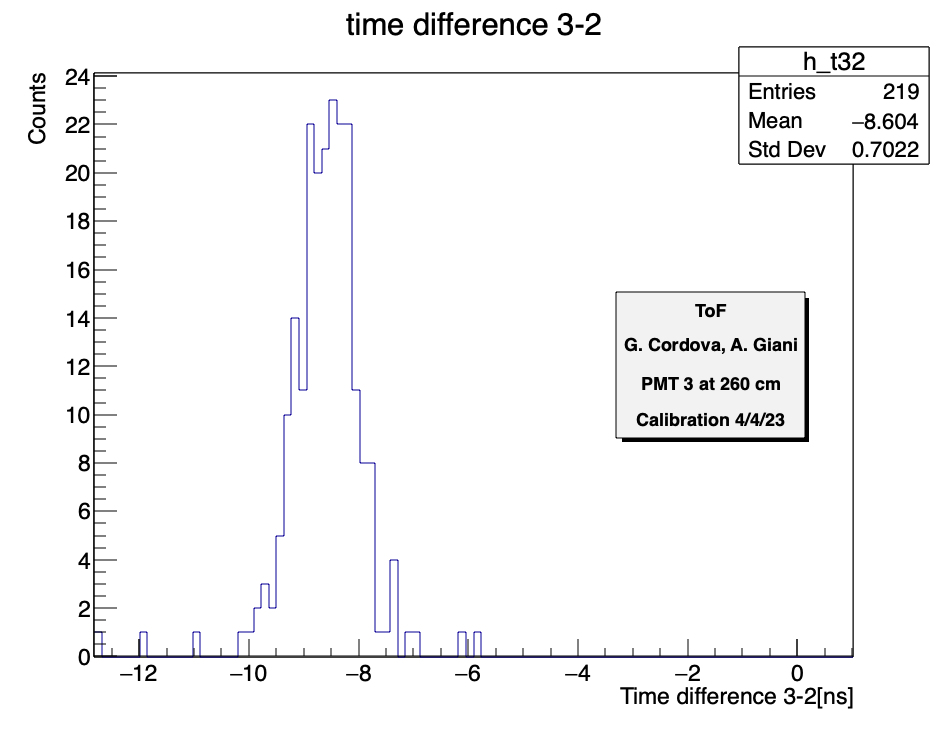 time difference 3-2
h_t32
Entries 219
Mean −8.604
Std Dev 0.7022
Counts
24
22
20
18
16
14
12
10
8
6
4
2
0
ToF
G. Cordova, A. Giani
PMT 3 at 260 cm
Calibration 4/4/23
−12 −10 −8 −6 −4 −2 0
Time difference 3-2[ns]